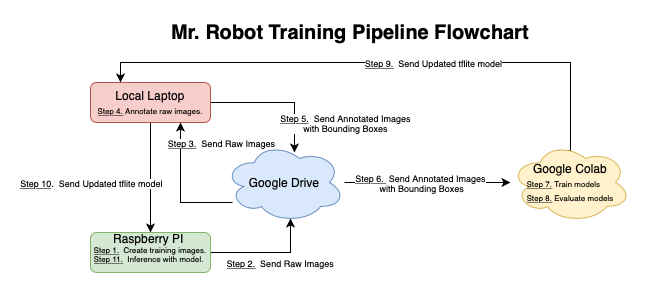 Mr. Robot Training Pipeline Flowchart
Step 9.  Send Updated tflite model
Local Laptop
Step 4. Annotate raw images.
Step 5.  Send Annotated Images
with Bounding Boxes
Step 3.  Send Raw Images
Google Drive
Step 6.  Send Annotated Images
with Bounding Boxes
Google Colab
Step 7.  Train models
Step 8.  Evaluate models
Step 10.  Send Updated tflite model
Raspberry PI
Step 1.  Create training images.
Step 11.  Inference with model.
Step 2.  Send Raw Images